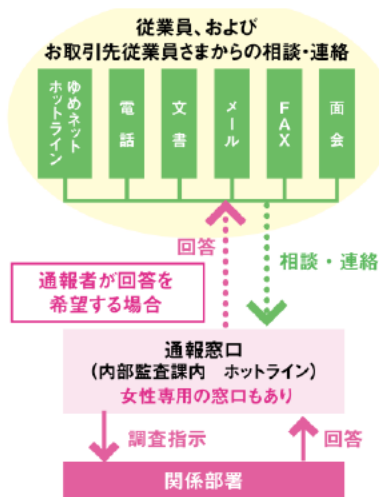 従業員、および
お取引先従業員さまからの相談・連絡
ゆめネット
ホットライン
電話
文書
メール
FAX
面会
回答
相談・連絡
通報者が回答を
希望する場合
通報窓口
(内部監査課内　ホットライン)
女性専用の窓口もあり
調査指示
回答
関係部署